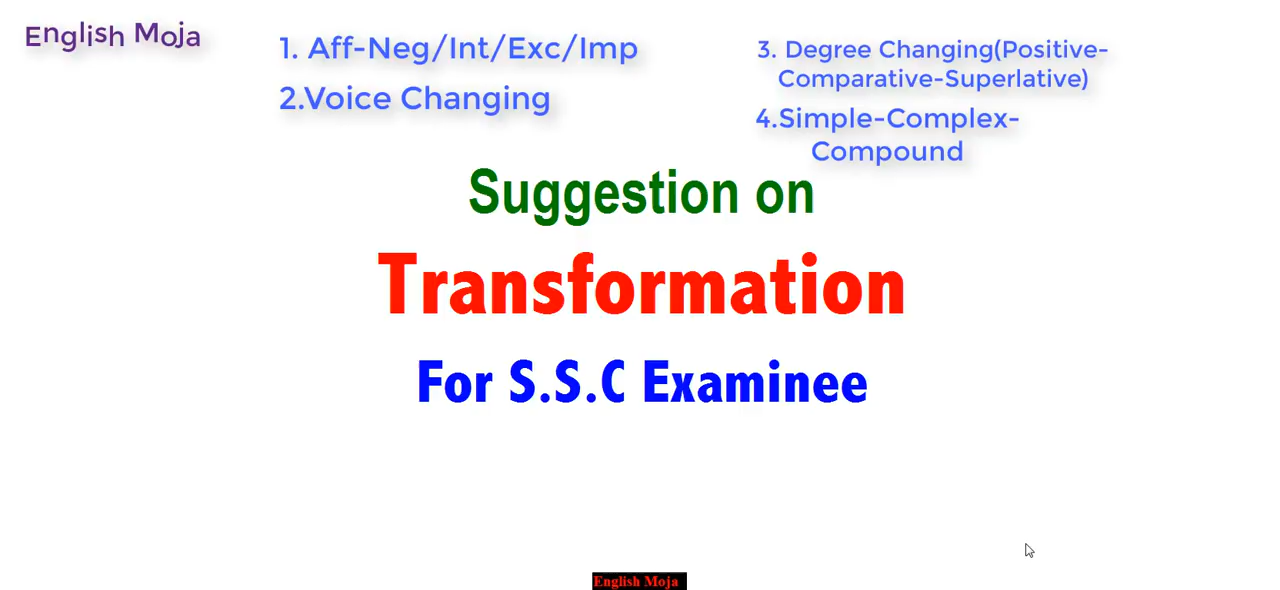 English Moja
1. Aff-Neg/Int/Exc/Imp
2.Voice Changing
3. Degree Changing(Positive-
Comparative-Superlative)
4.Simple-Complex-
Compound
Suggestion on
Transformation
For S.S.C Examinee
English Moja